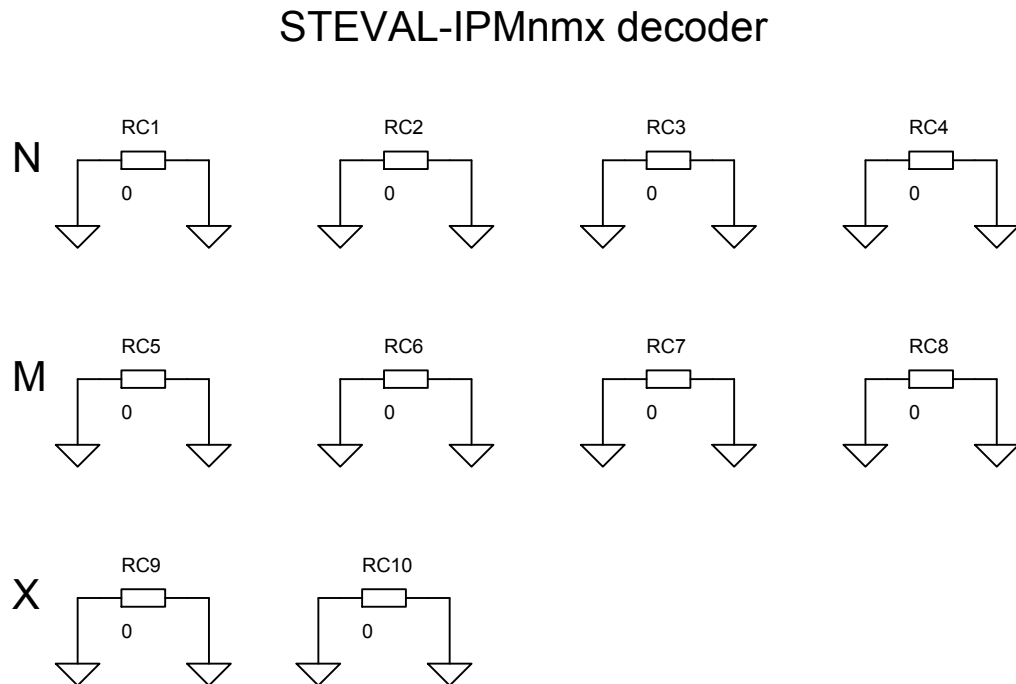 STEVAL-IPMnmx decoder
RC1 RC2 RC3 RC4
N
0 0 0 0
RC5 RC6 RC7 RC8
M
0 0 0 0
RC9 RC10
X
0 0